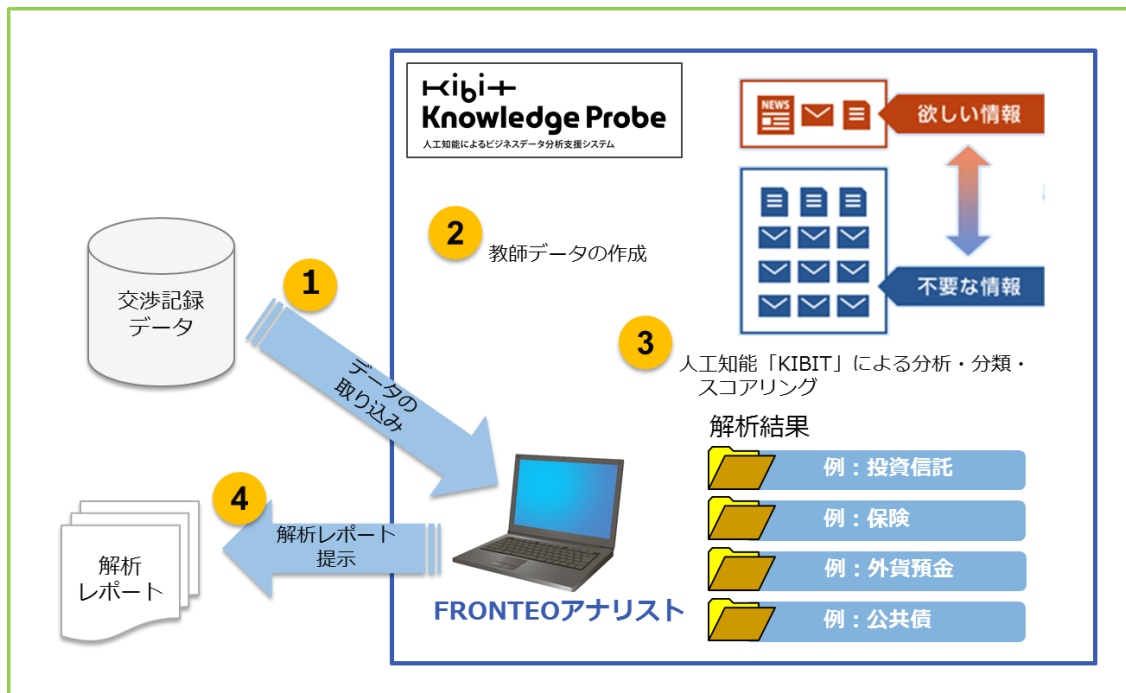 Kibit
Knowledge Probe
人工知能によるビジネスデータ分析支援システム
NEWS
欲しい情報
不要な情報
2
教師データの作成
交渉記録
データ
1
データの
取り込み
3
人工知能「KIBIT」による分析・分類・
スコアリング
解析結果
例：投資信託
例：保険
例：外貨預金
例：公共債
4
解析レポート
提示
解析
レポート
FRONTEOアナリスト